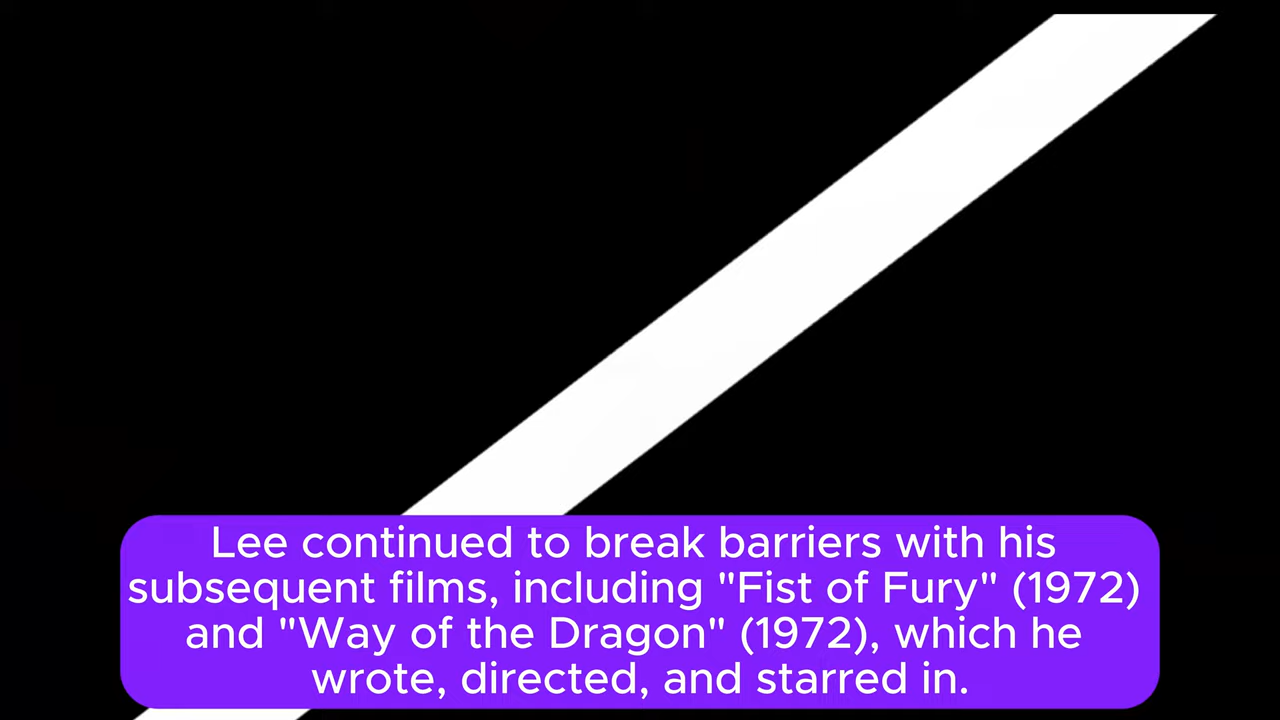 Lee continued to break barriers with his
subsequent films, including "Fist of Fury" (1972)
and "Way of the Dragon" (1972), which he
wrote, directed, and starred in.